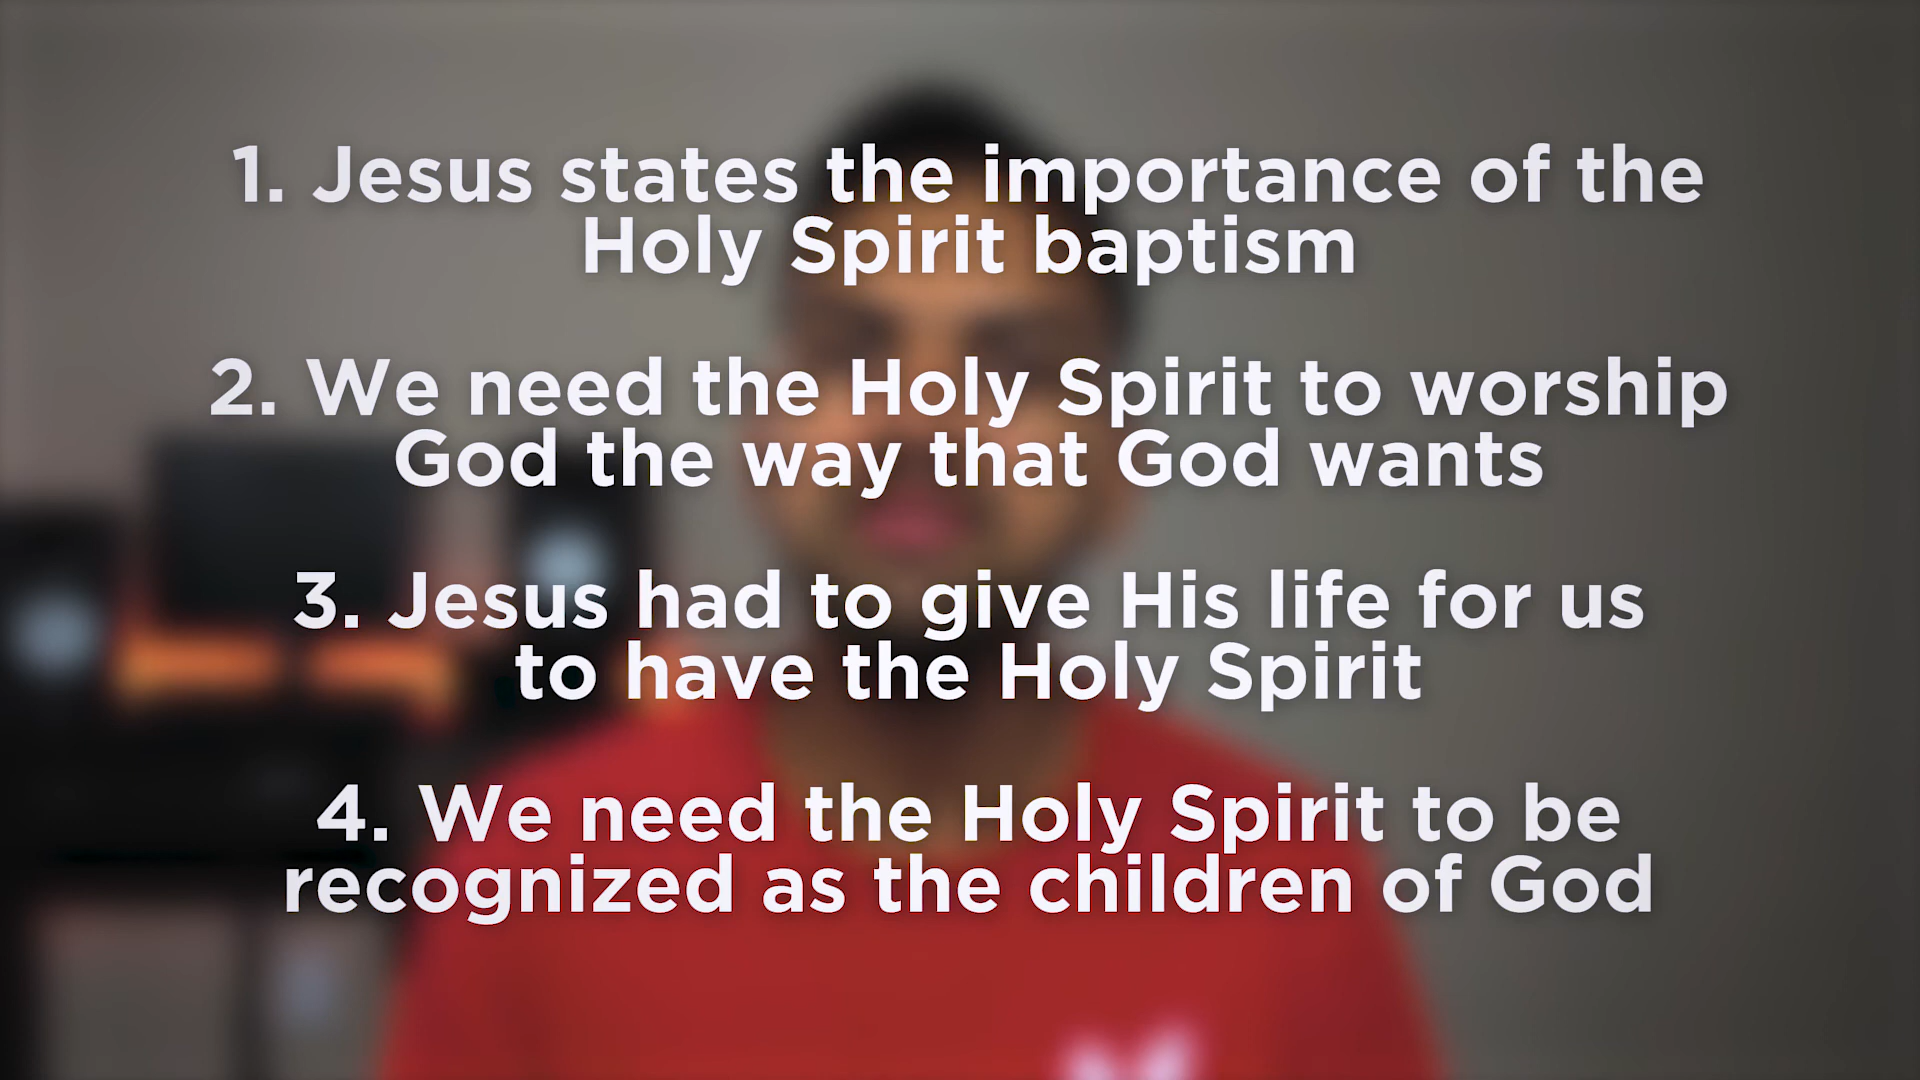 1. Jesus states the importance of the
Holy Spirit baptism
2. We need the Holy Spirit to worship
God the way that God wants
3. Jesus had to give His life for us
to have the Holy Spirit
4. We need the Holy Spirit to be
recognized as the children of God